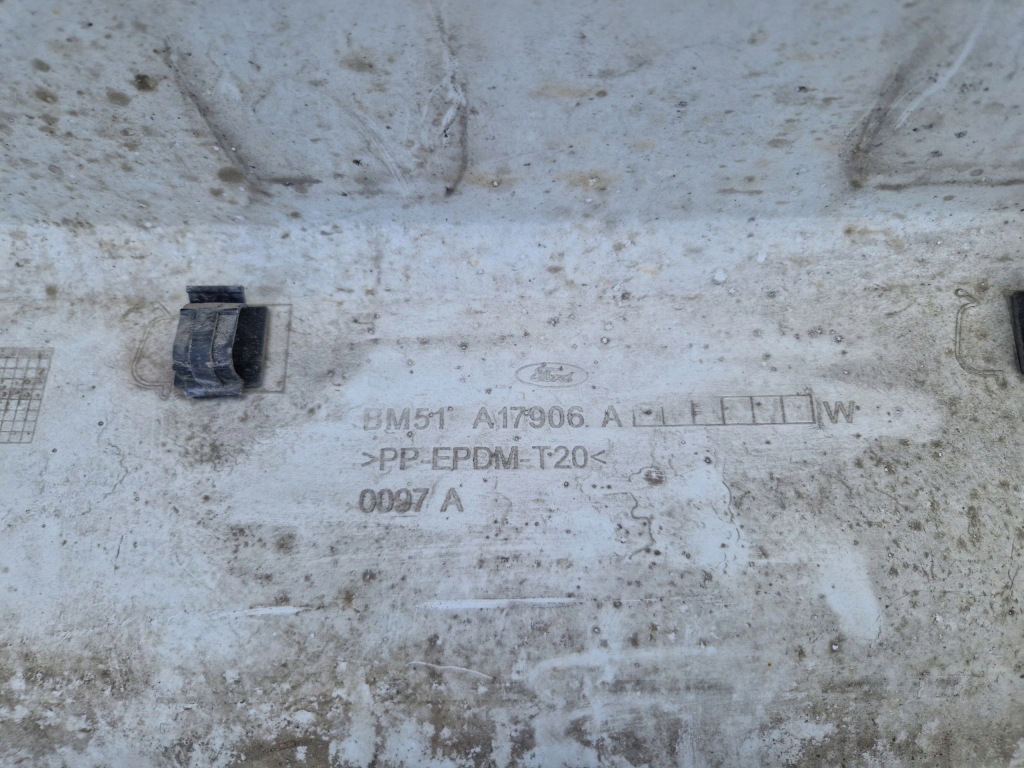 Ford
BM51 A17906 A W
>PP-EPDM-T20<
0097 A